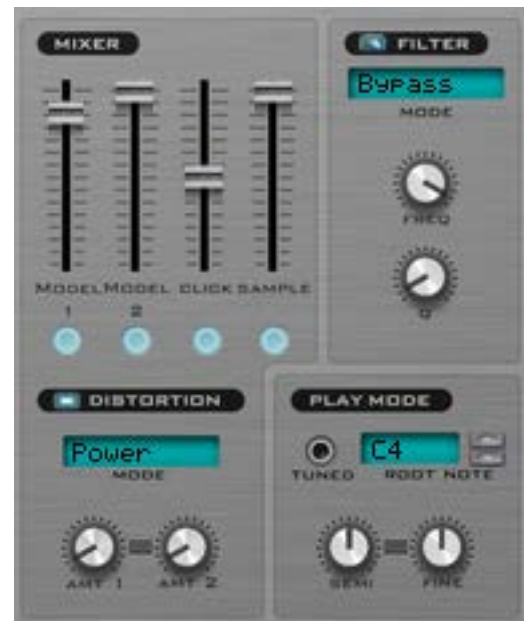 MIXER
MODEL MODEL CLICK SAMPLE
1 2
FILTER
Bypass
MODE
FREQ
Q
DISTORTION
Power
MODE
AMT 1 AMT 2
PLAY MODE
C4
TUNED ROOT NOTE
SEMI FINE